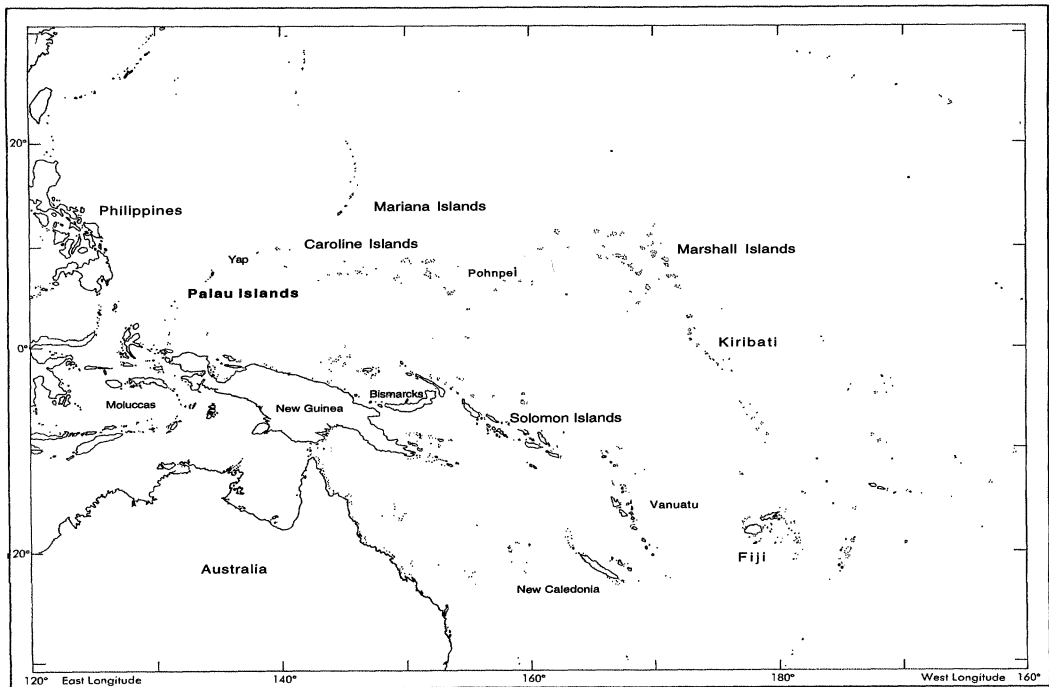 20°
Philippines
Mariana Islands
Caroline Islands
Marshall Islands
Yap
Pohnpei
Palau Islands
Kiribati
0°
Moluccas
New Guinea
Bismarcks
Solomon Islands
Vanuatu
20°
Australia
Fiji
New Caledonia
120° East Longitude 140° 160° 180° West Longitude 160°